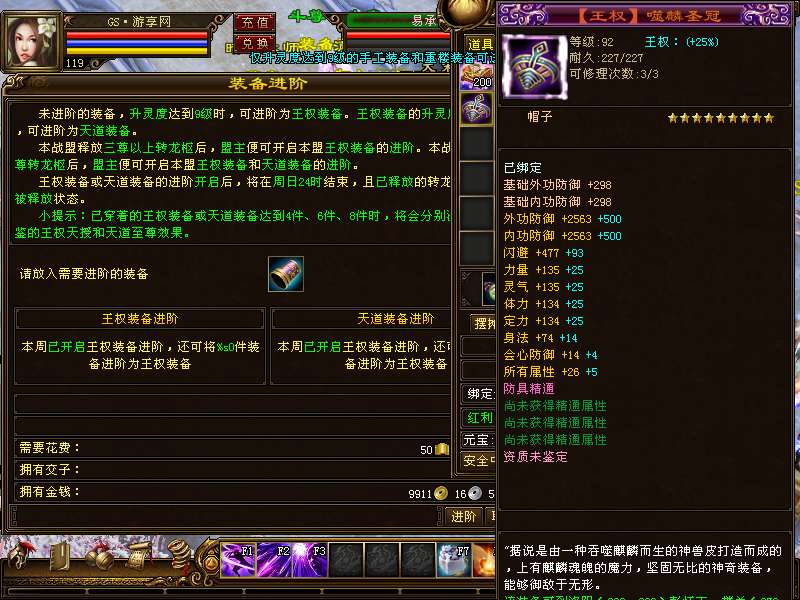 GS·游享网
119
充值
兑换
易承
仅升灵度达到9级的手工装备和重楼装备可
装备进阶
未进阶的装备，升灵度达到9级时，可进阶为王权装备。王权装备的升灵
，可进阶为天道装备。
本战盟释放三尊以上转龙枢后，盟主便可开启本盟王权装备的进阶。本战
尊转龙枢后，盟主便可开启本盟王权装备和天道装备的进阶。
王权装备或天道装备的进阶开启后，将在周日24时结束，且已释放的转龙
被释放状态。
小提示：已穿着的王权装备或天道装备达到4件、6件、8件时，将会分别
鉴的王权天授和天道至尊效果。
请放入需要进阶的装备
王权装备进阶
天道装备进阶
本周已开启王权装备进阶，还可将%s0件装
备进阶为王权装备
本周已开启王权装备进阶，还
备进阶为王权装备
需要花费：
50
拥有交子：
拥有金钱：
9911 16 5
进阶
道具
200
摆
绑定
红利
元宝:
安全
F1
F2
F3
F7
【王权】噬麟圣冠
等级:92
王权：(+25%)
耐久:227/227
可修理次数:3/3
帽子
★★★★★★★★★
已绑定
基础外功防御 +298
基础内功防御 +298
外功防御 +2563 +500
内功防御 +2563 +500
闪避 +477 +93
力量 +135 +25
灵气 +135 +25
体力 +134 +25
定力 +134 +25
身法 +74 +14
会心防御 +14 +4
所有属性 +26 +5
防具精通
尚未获得精通属性
尚未获得精通属性
尚未获得精通属性
资质未鉴定
“据说是由一种吞噬麒麟而生的神兽皮打造而成的
，上有麒麟魂魄的魔力，坚固无比的神奇装备，
能够御敌于无形。